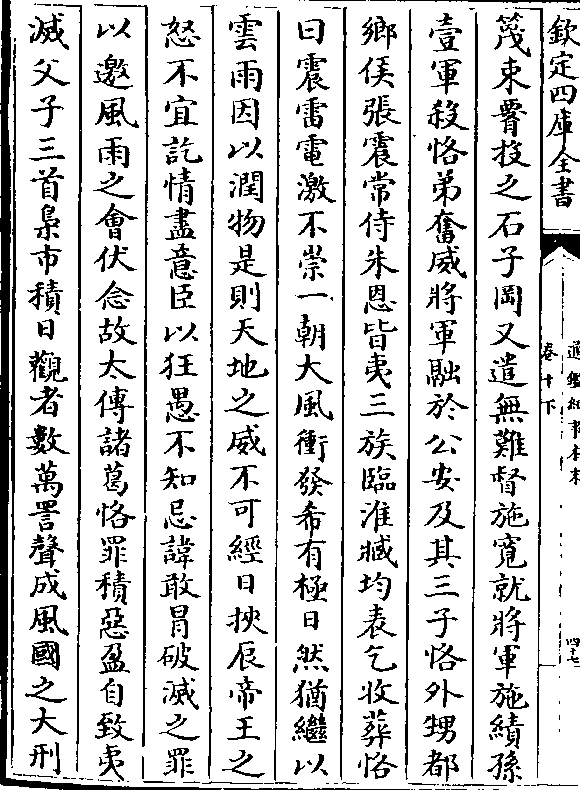 欽定四庫全書
通鑑紀事本末
卷十下
四十七
篾束䈥投之石子岡又遣無難督施寛就將軍施績孫
壹軍殺恪弟奮威將軍融於公安及其三子恪外甥都
鄉侯張震常侍朱恩皆夷三族臨淮臧均表乞收葬恪
曰震雷電激不崇一朝大風衝發希有極日然猶繼以
雲雨因以潤物是則天地之威不可經日挾辰帝王之
怒不宜訖情盡意臣以狂愚不知忌諱敢冒破滅之罪
以邀風雨之會伏念故太傅諸葛恪罪積惡盈自致夷
滅父子三首梟市積日觀者數萬詈聲成風國之大刑